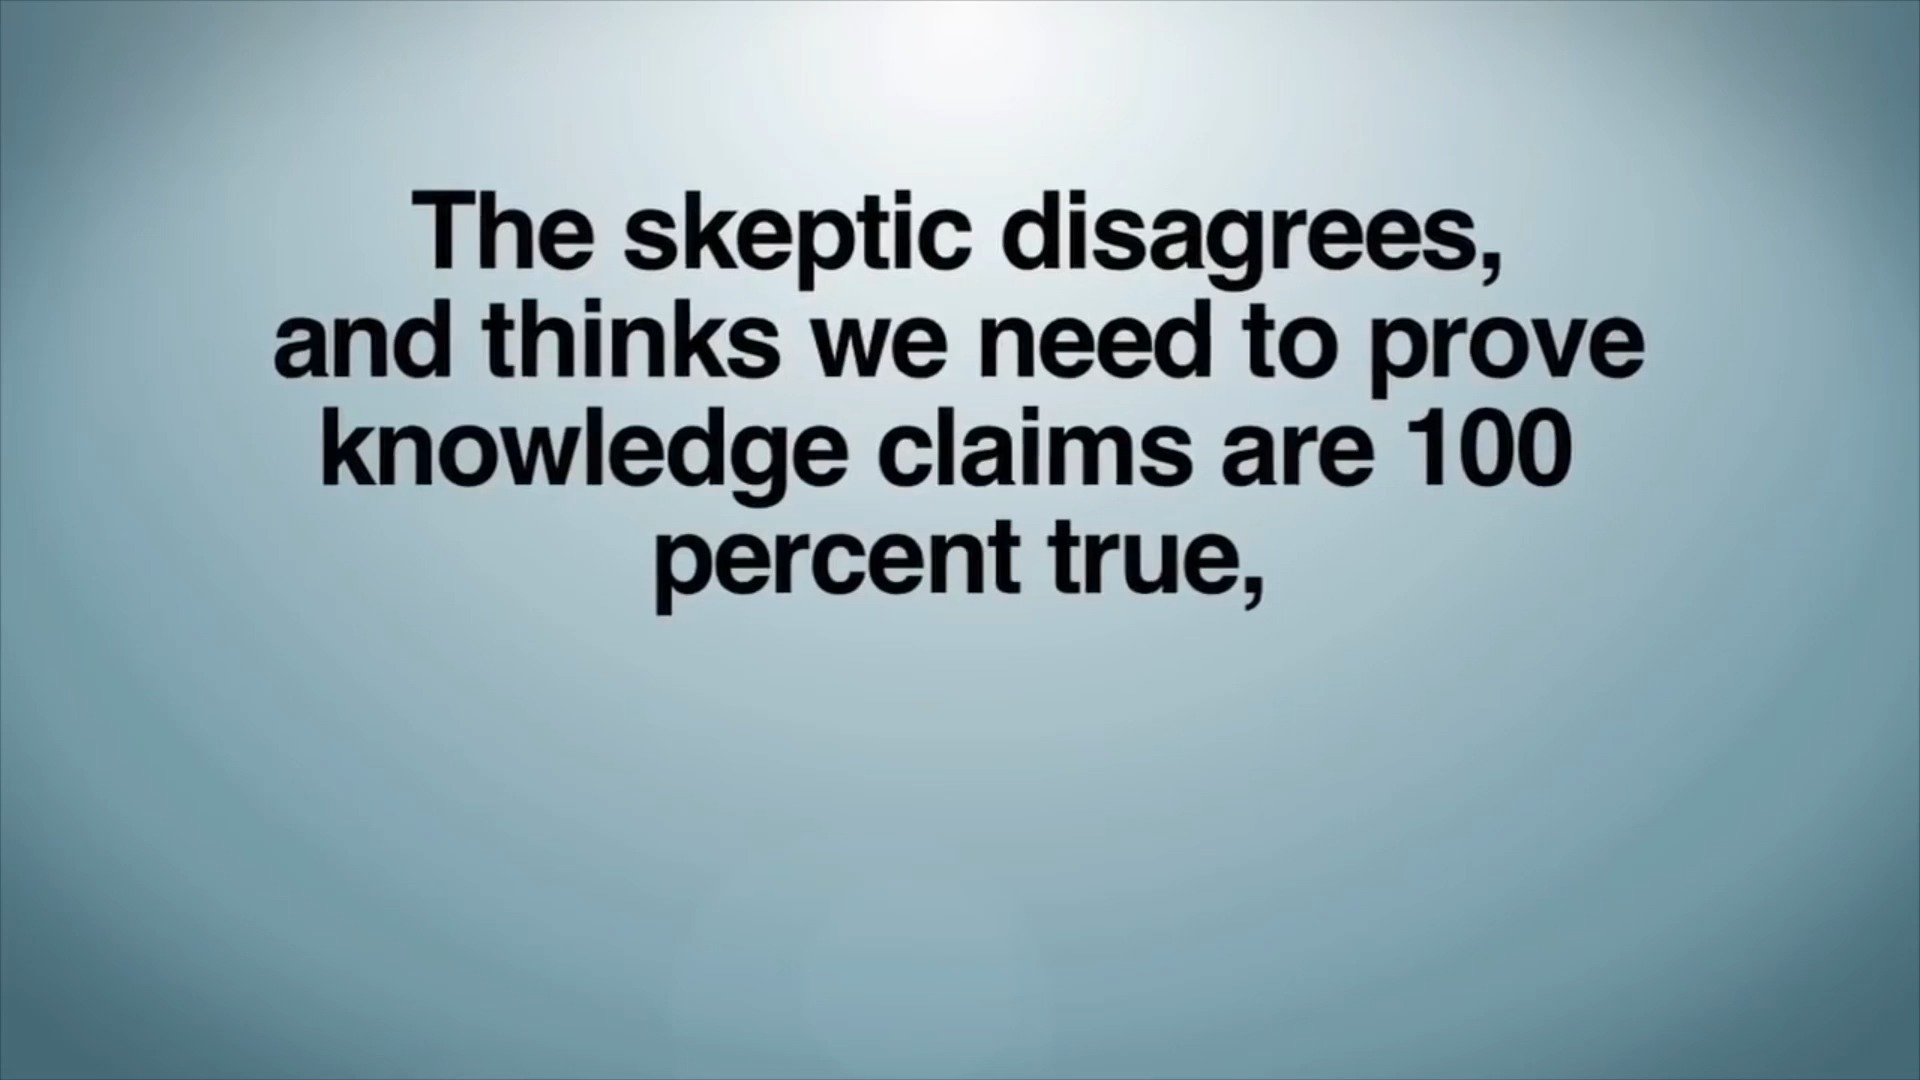 The skeptic disagrees,
and thinks we need to prove
knowledge claims are 100
percent true,